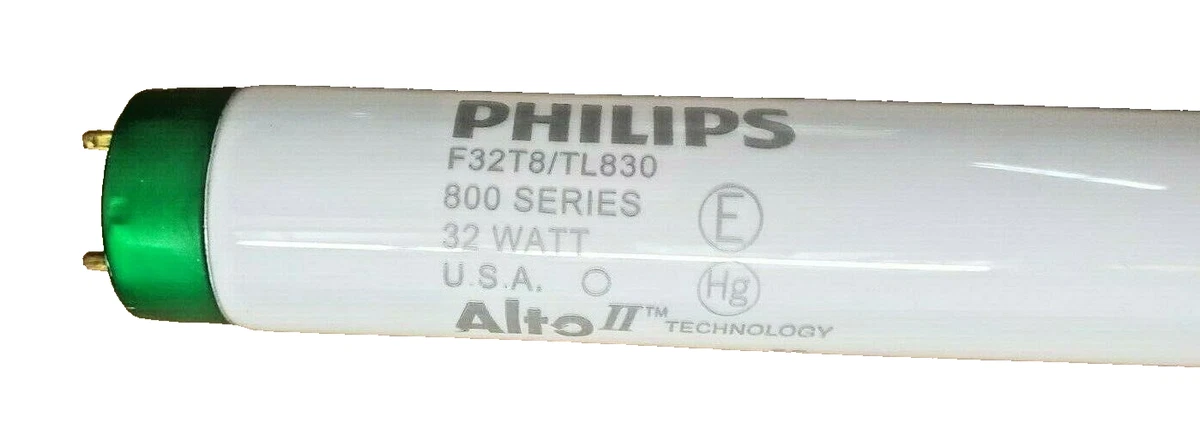 PHILIPS
F32T8/TL830
800 SERIES
E
32 WATT
U.S.A.
Hg
Alto II™ TECHNOLOGY